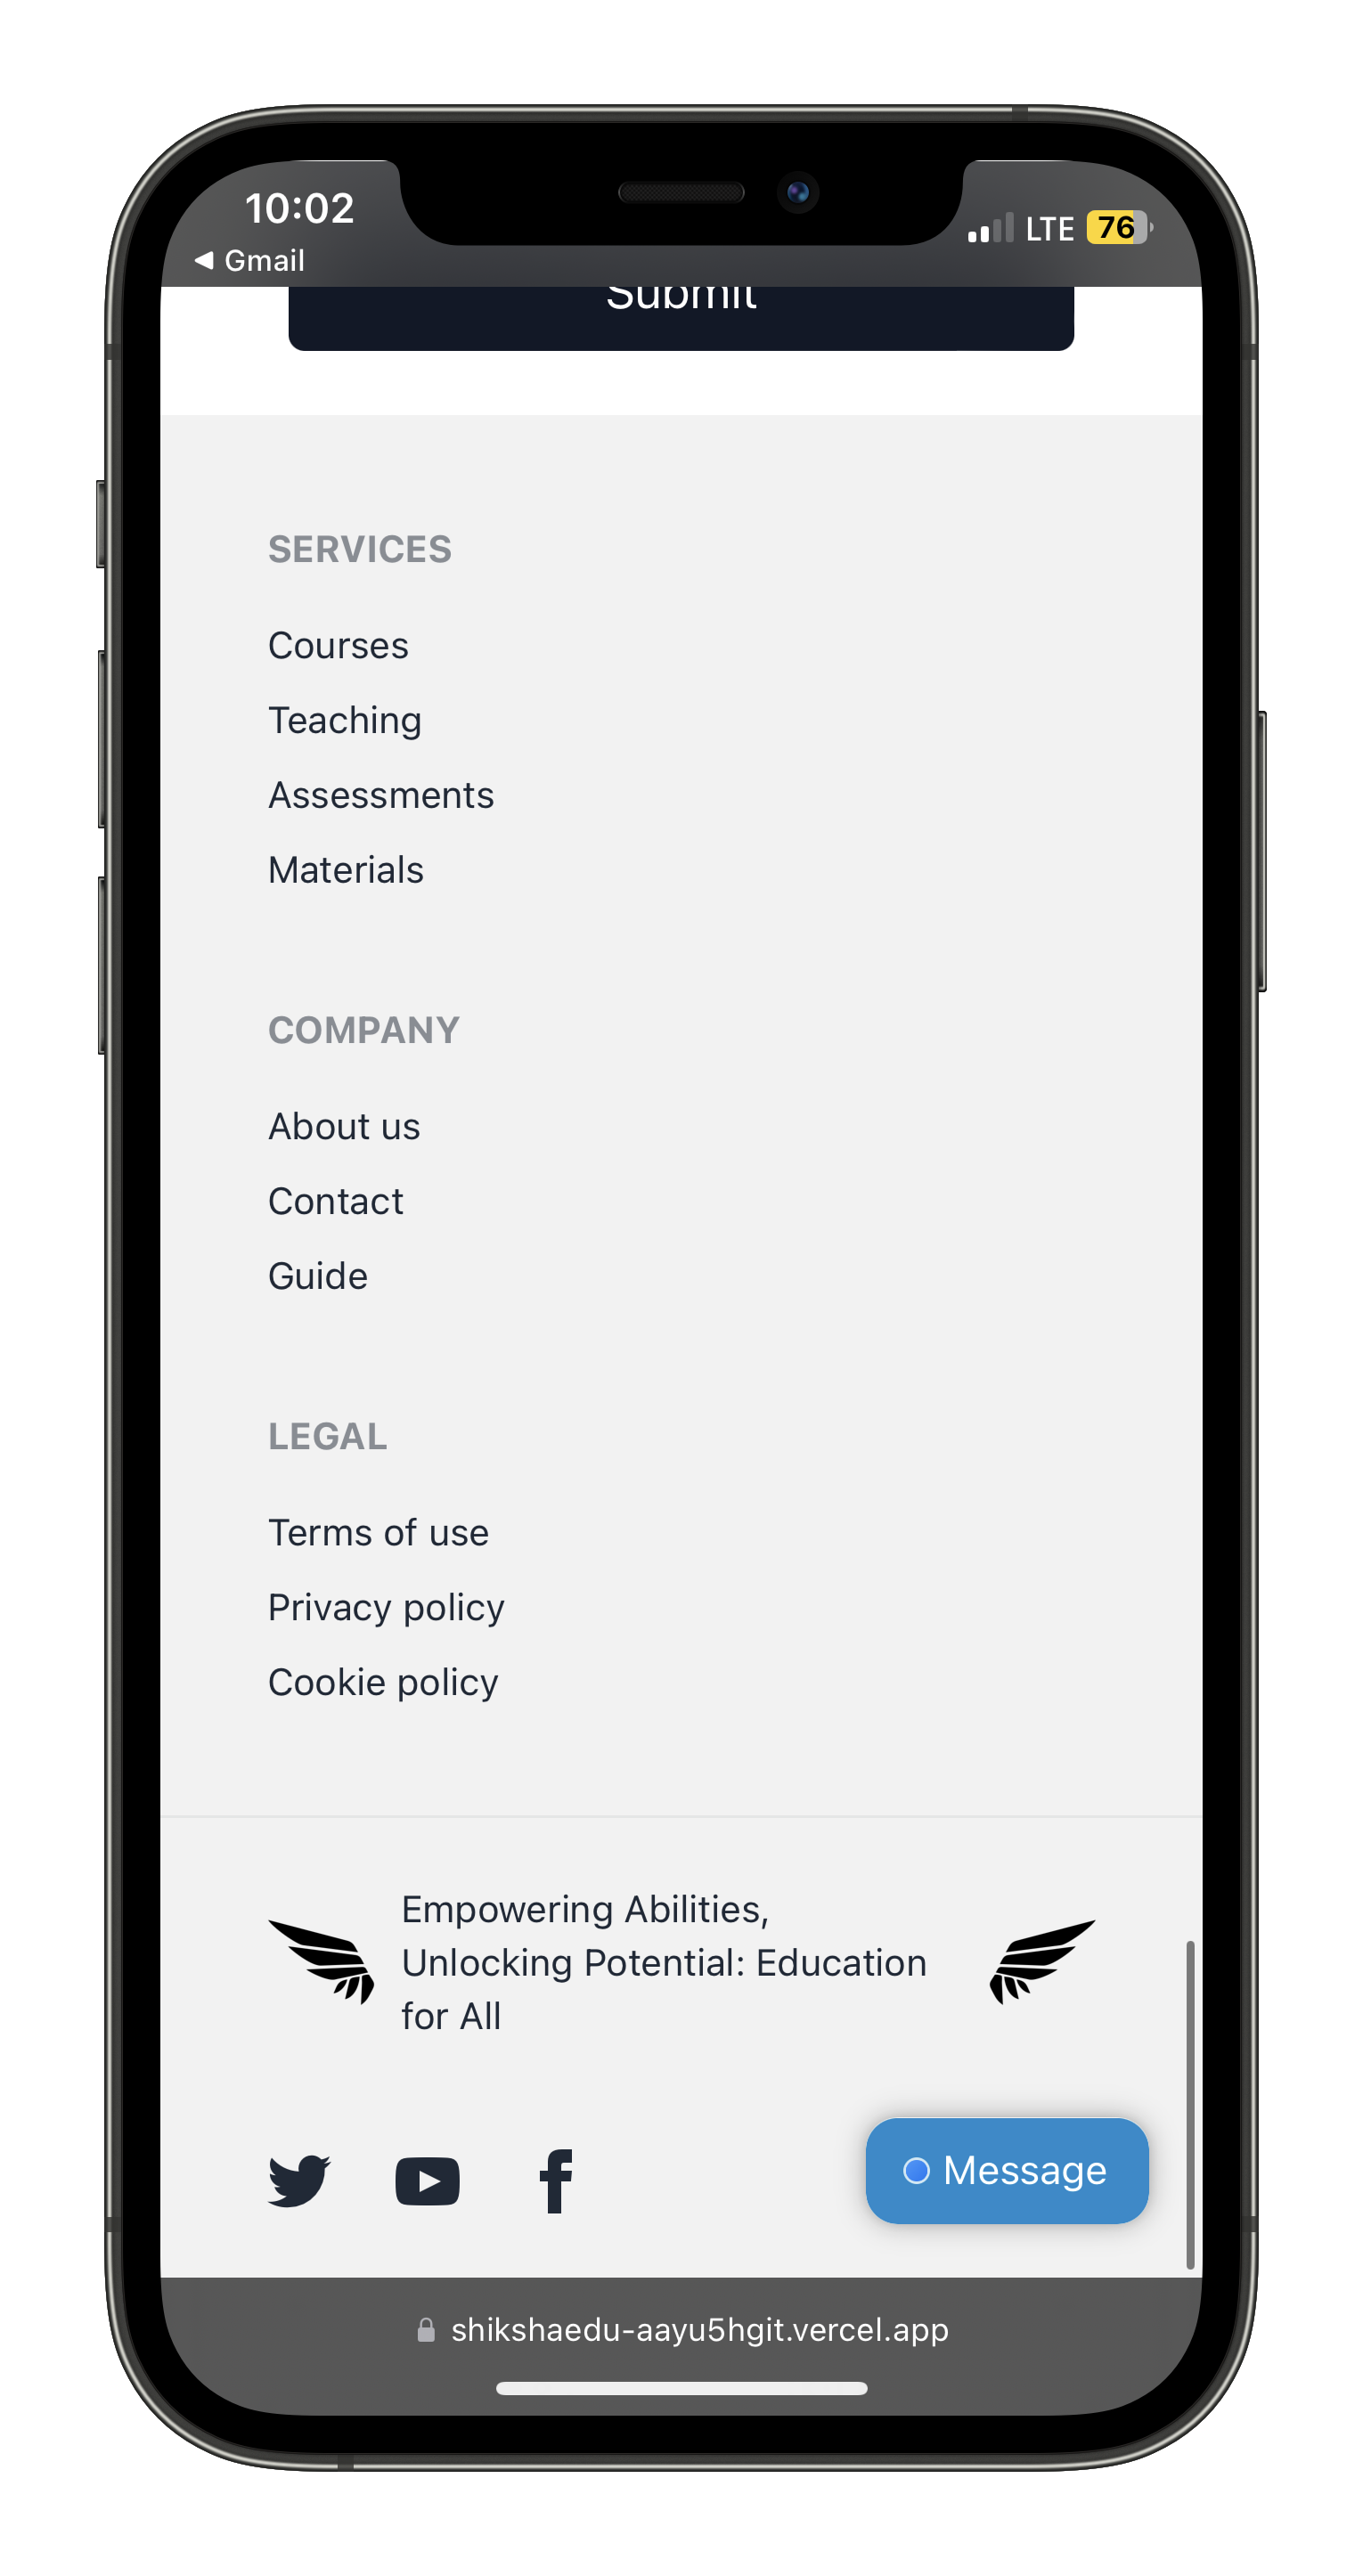 10:02
LTE 76
Gmail
Submit
SERVICES
Courses
Teaching
Assessments
Materials
COMPANY
About us
Contact
Guide
LEGAL
Terms of use
Privacy policy
Cookie policy
Empowering Abilities,
Unlocking Potential: Education
for All
Message
shikshaedu-aayu5hgit.vercel.app